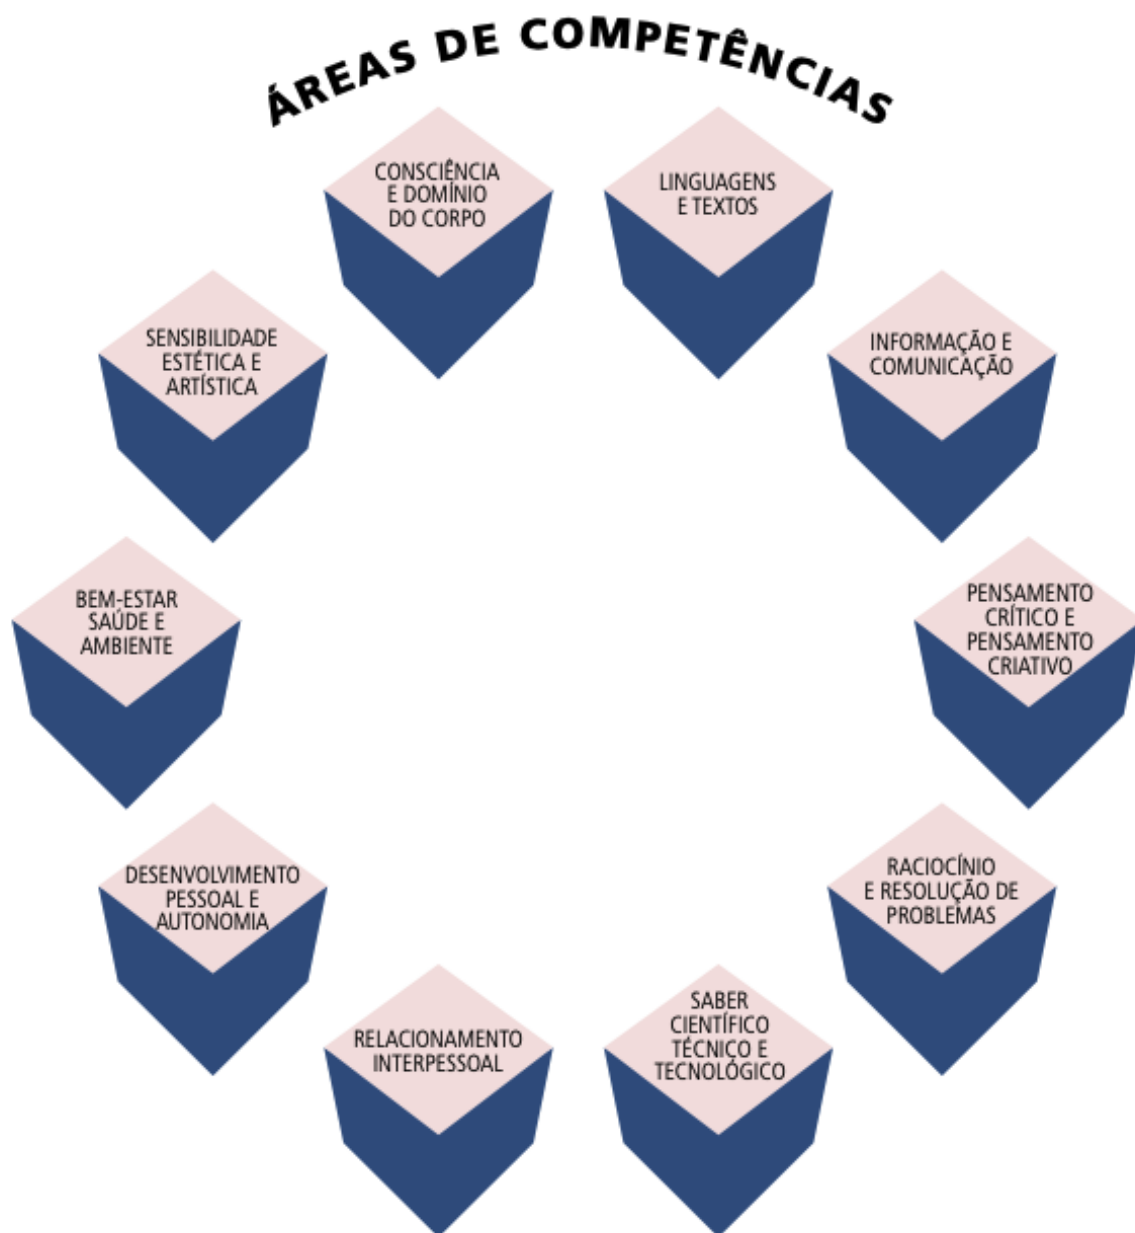 ÁREAS DE COMPETÊNCIAS
CONSCIÊNCIA
E DOMÍNIO
DO CORPO
LINGUAGENS
E TEXTOS
INFORMAÇÃO E
COMUNICAÇÃO
PENSAMENTO
CRÍTICO E
PENSAMENTO
CRIATIVO
RACIOCÍNIO
E RESOLUÇÃO DE
PROBLEMAS
SABER
CIENTÍFICO
TÉCNICO E
TECNOLÓGICO
RELACIONAMENTO
INTERPESSOAL
DESENVOLVIMENTO
PESSOAL E
AUTONOMIA
BEM-ESTAR
SAÚDE E
AMBIENTE
SENSIBILIDADE
ESTÉTICA E
ARTÍSTICA